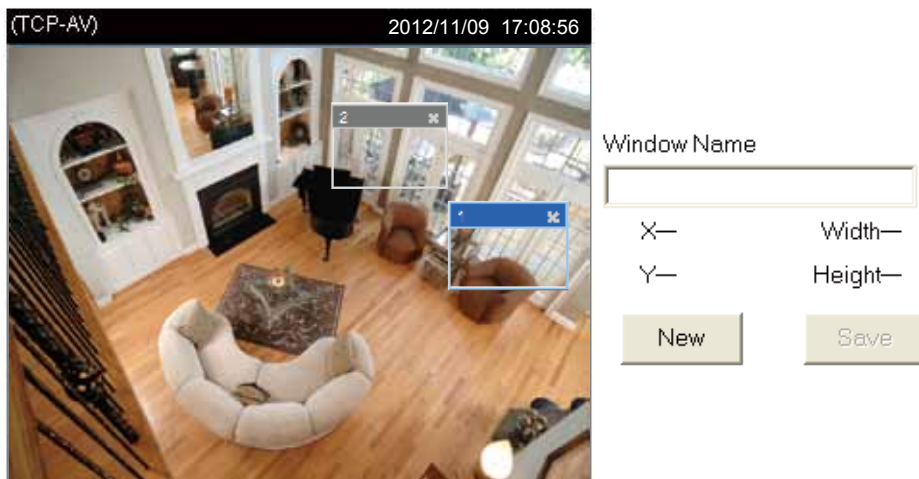 (TCP-AV) 2012/11/09 17:08:56
2
1
Window Name
X— Width—
Y— Height—
New Save